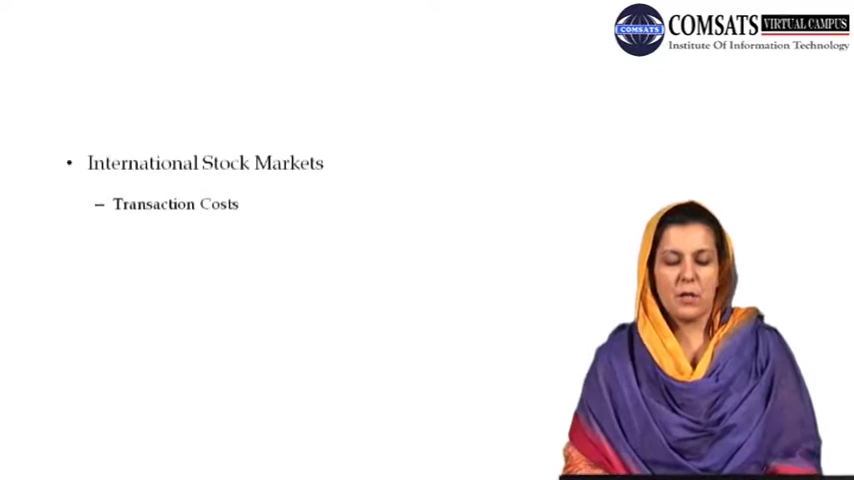 COMSATS VIRTUAL CAMPUS
COMSATS
Institute Of Information Technology
• International Stock Markets
– Transaction Costs